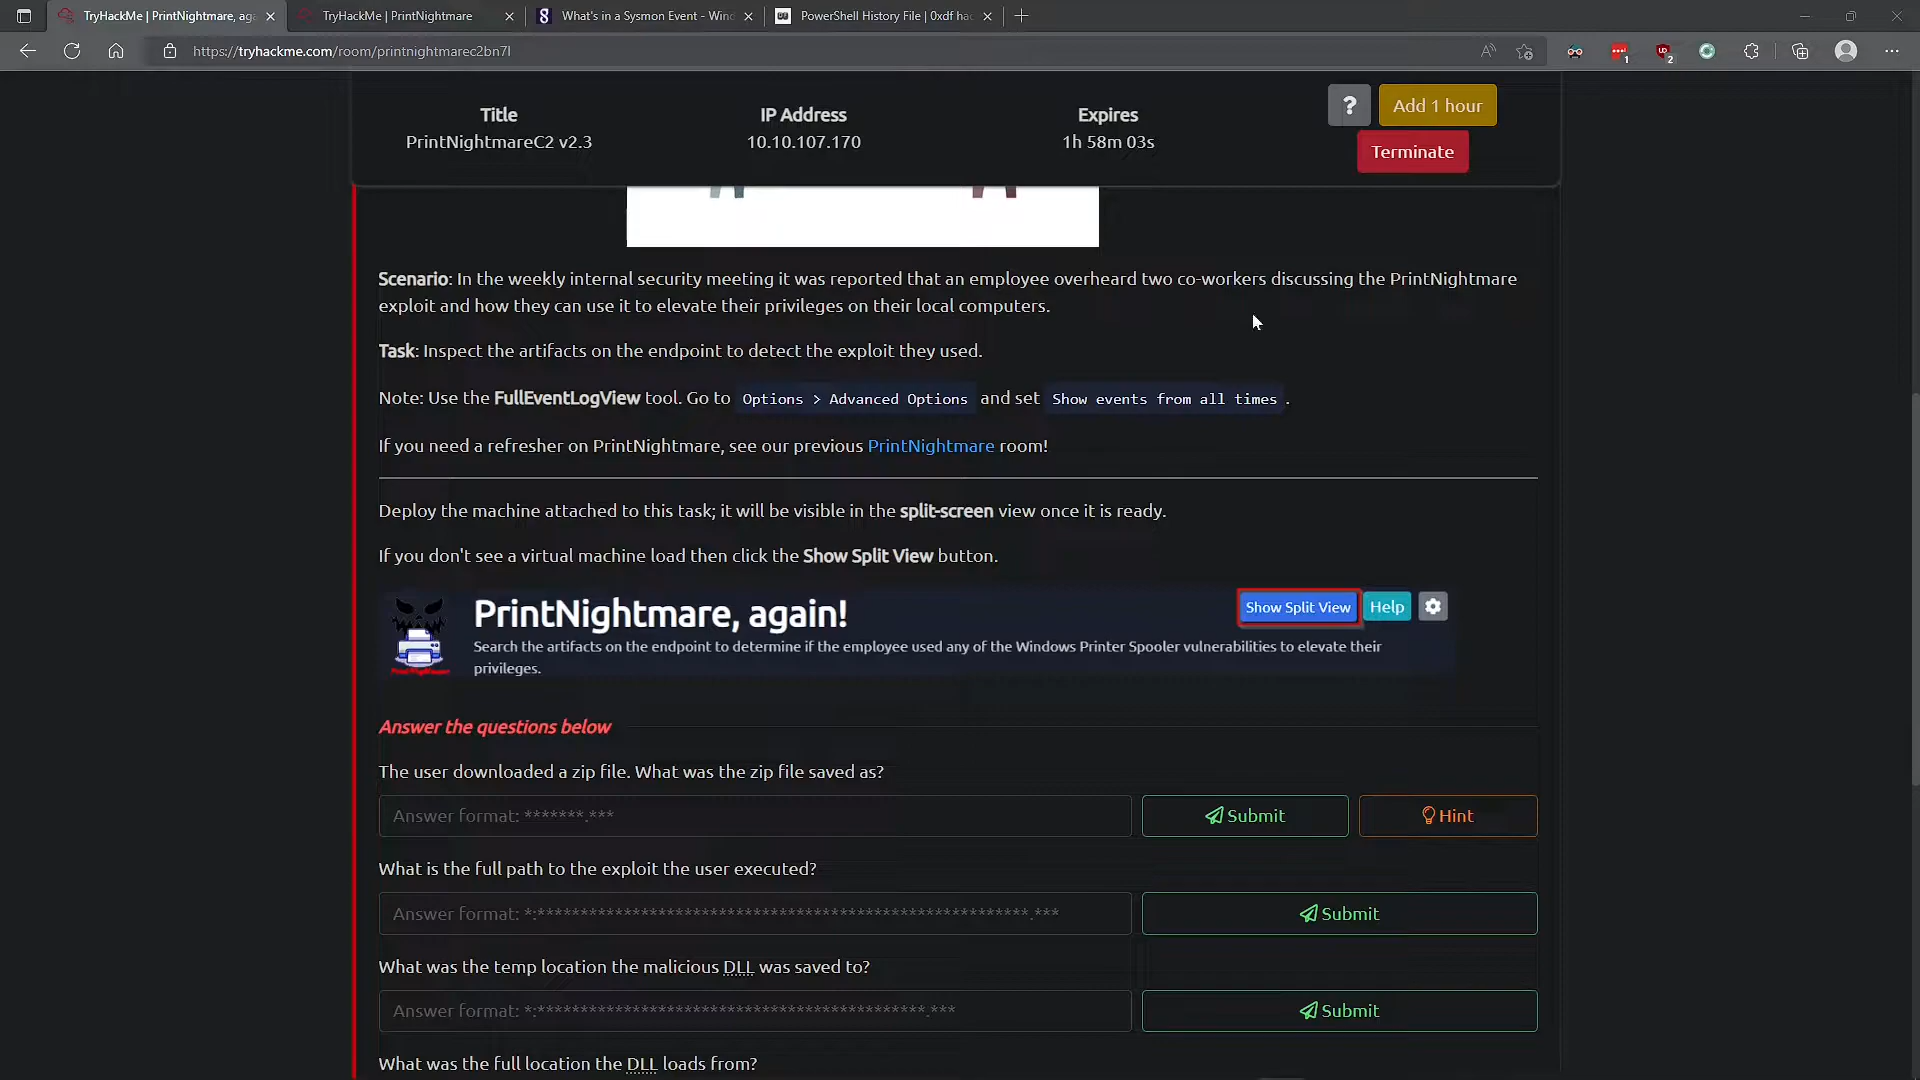 TryHackMe | PrintNightmare, aga
TryHackMe | PrintNightmare
What's in a Sysmon Event - Wind
PowerShell History File | 0xdf hac
https://tryhackme.com/room/printnightmarec2bn7l
1
2
Title
IP Address
Expires
?
Add 1 hour
PrintNightmareC2 v2.3
10.10.107.170
1h 58m 03s
Terminate
Scenario: In the weekly internal security meeting it was reported that an employee overheard two co-workers discussing the PrintNightmare
exploit and how they can use it to elevate their privileges on their local computers.
Task: Inspect the artifacts on the endpoint to detect the exploit they used.
Note: Use the FullEventLogView tool. Go to Options > Advanced Options and set Show events from all times .
If you need a refresher on PrintNightmare, see our previous PrintNightmare room!
Deploy the machine attached to this task; it will be visible in the split-screen view once it is ready.
If you don't see a virtual machine load then click the Show Split View button.
PrintNightmare, again!
Show Split View
Help
Search the artifacts on the endpoint to determine if the employee used any of the Windows Printer Spooler vulnerabilities to elevate their
privileges.
Answer the questions below
The user downloaded a zip file. What was the zip file saved as?
Answer format: *******.***
Submit
Hint
What is the full path to the exploit the user executed?
Answer format: *:*********************************************************.***
Submit
What was the temp location the malicious DLL was saved to?
Answer format: *:*********************************************.***
Submit
What was the full location the DLL loads from?